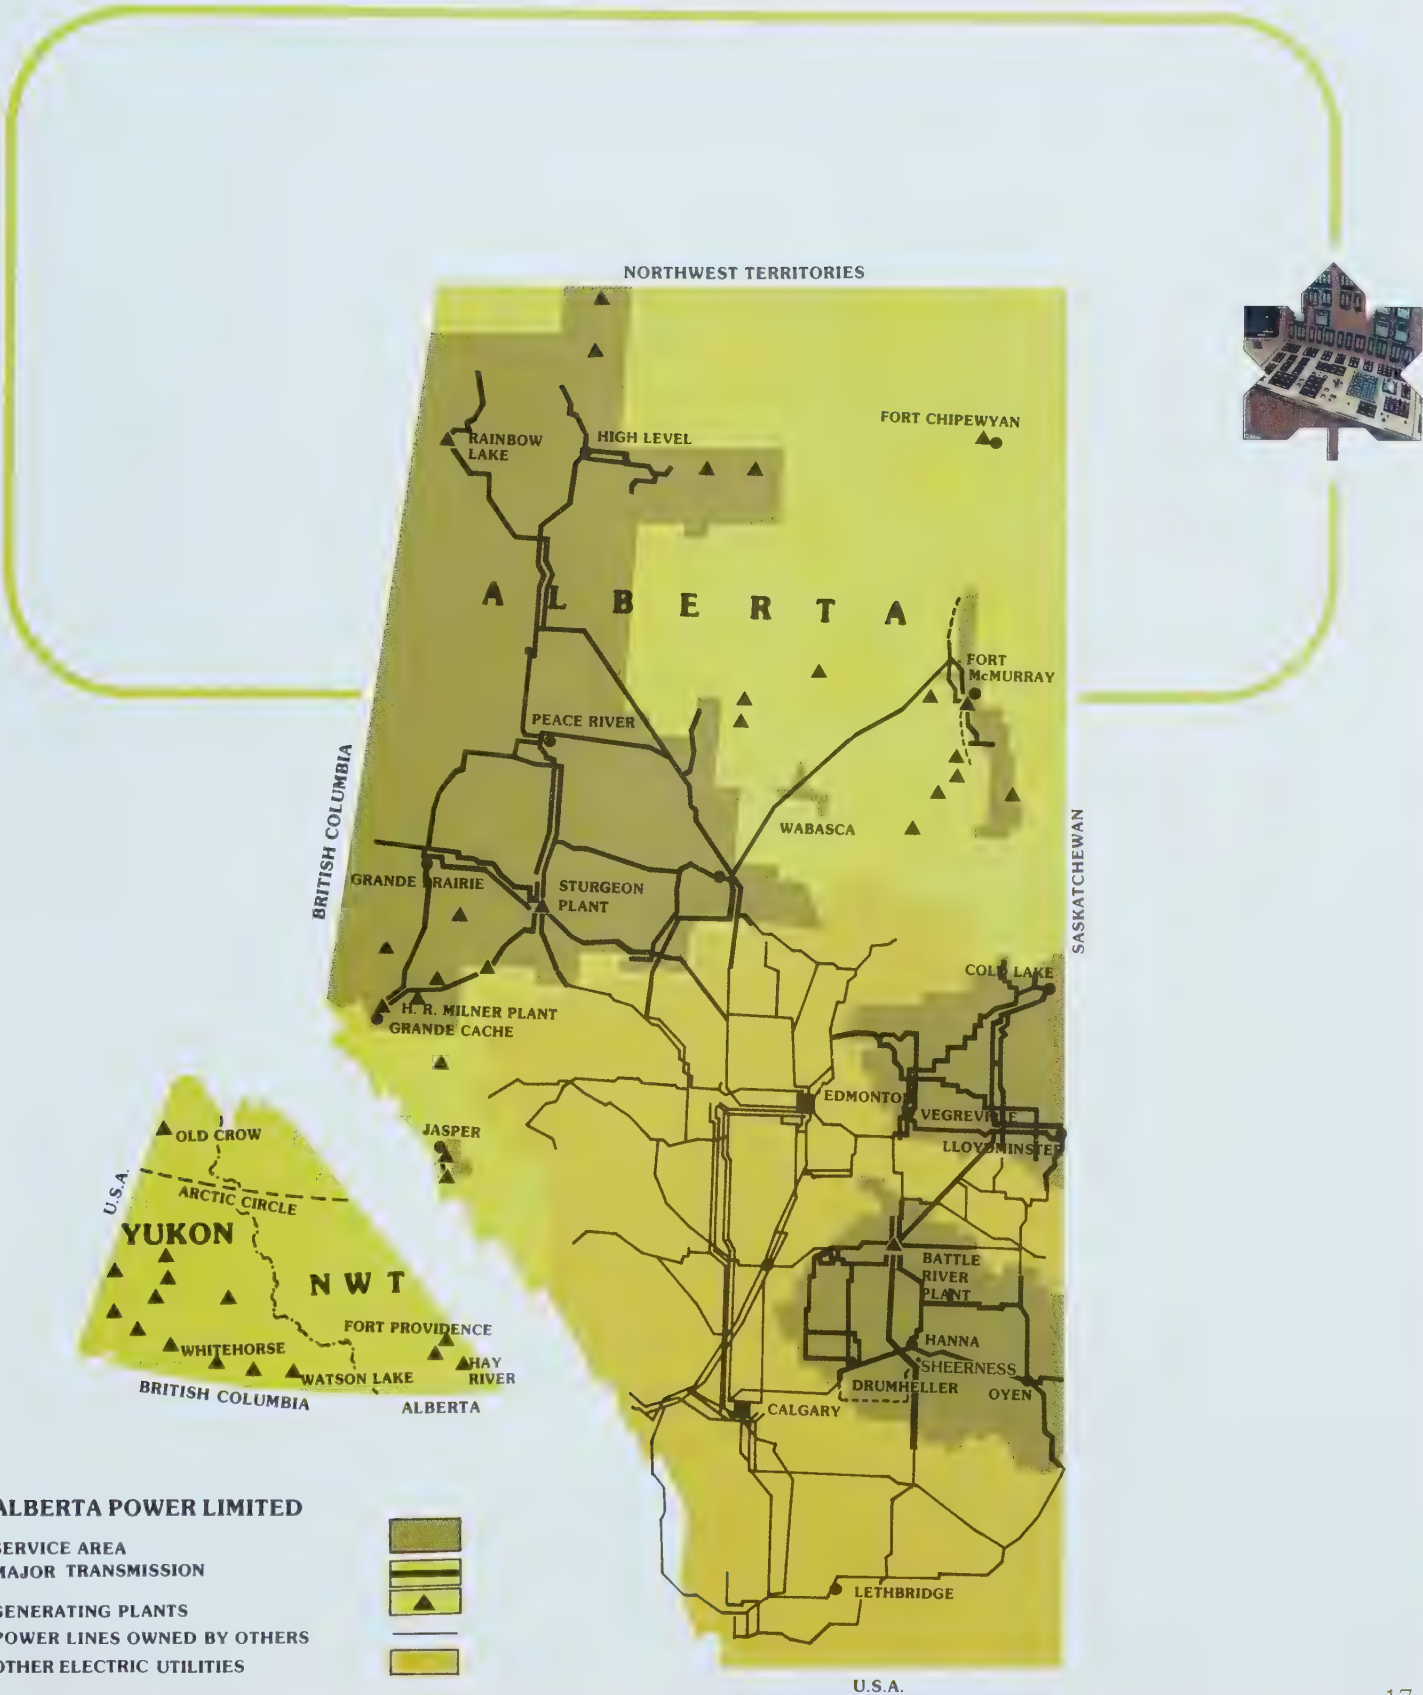 NORTHWEST TERRITORIES
FORT CHIPEWYAN
RAINBOW
LAKE
HIGH LEVEL
A L B E R T A
FORT
McMURRAY
PEACE RIVER
BRITISH COLUMBIA
WABASCA
SASKATCHEWAN
GRANDE PRAIRIE
STURGEON
PLANT
COLD LAKE
H. R. MILNER PLANT
GRANDE CACHE
EDMONTON
VEGREVILLE
LLOYDMINSTER
JASPER
OLD CROW
U.S.A.
ARCTIC CIRCLE
YUKON
N W T
FORT PROVIDENCE
WHITEHORSE
HAY
RIVER
WATSON LAKE
BRITISH COLUMBIA
ALBERTA
BATTLE
RIVER
PLANT
HANNA
SHEERNESS
DRUMHELLER
OYEN
CALGARY
LETHBRIDGE
U.S.A.
ALBERTA POWER LIMITED
SERVICE AREA
MAJOR TRANSMISSION
GENERATING PLANTS
POWER LINES OWNED BY OTHERS
OTHER ELECTRIC UTILITIES
17